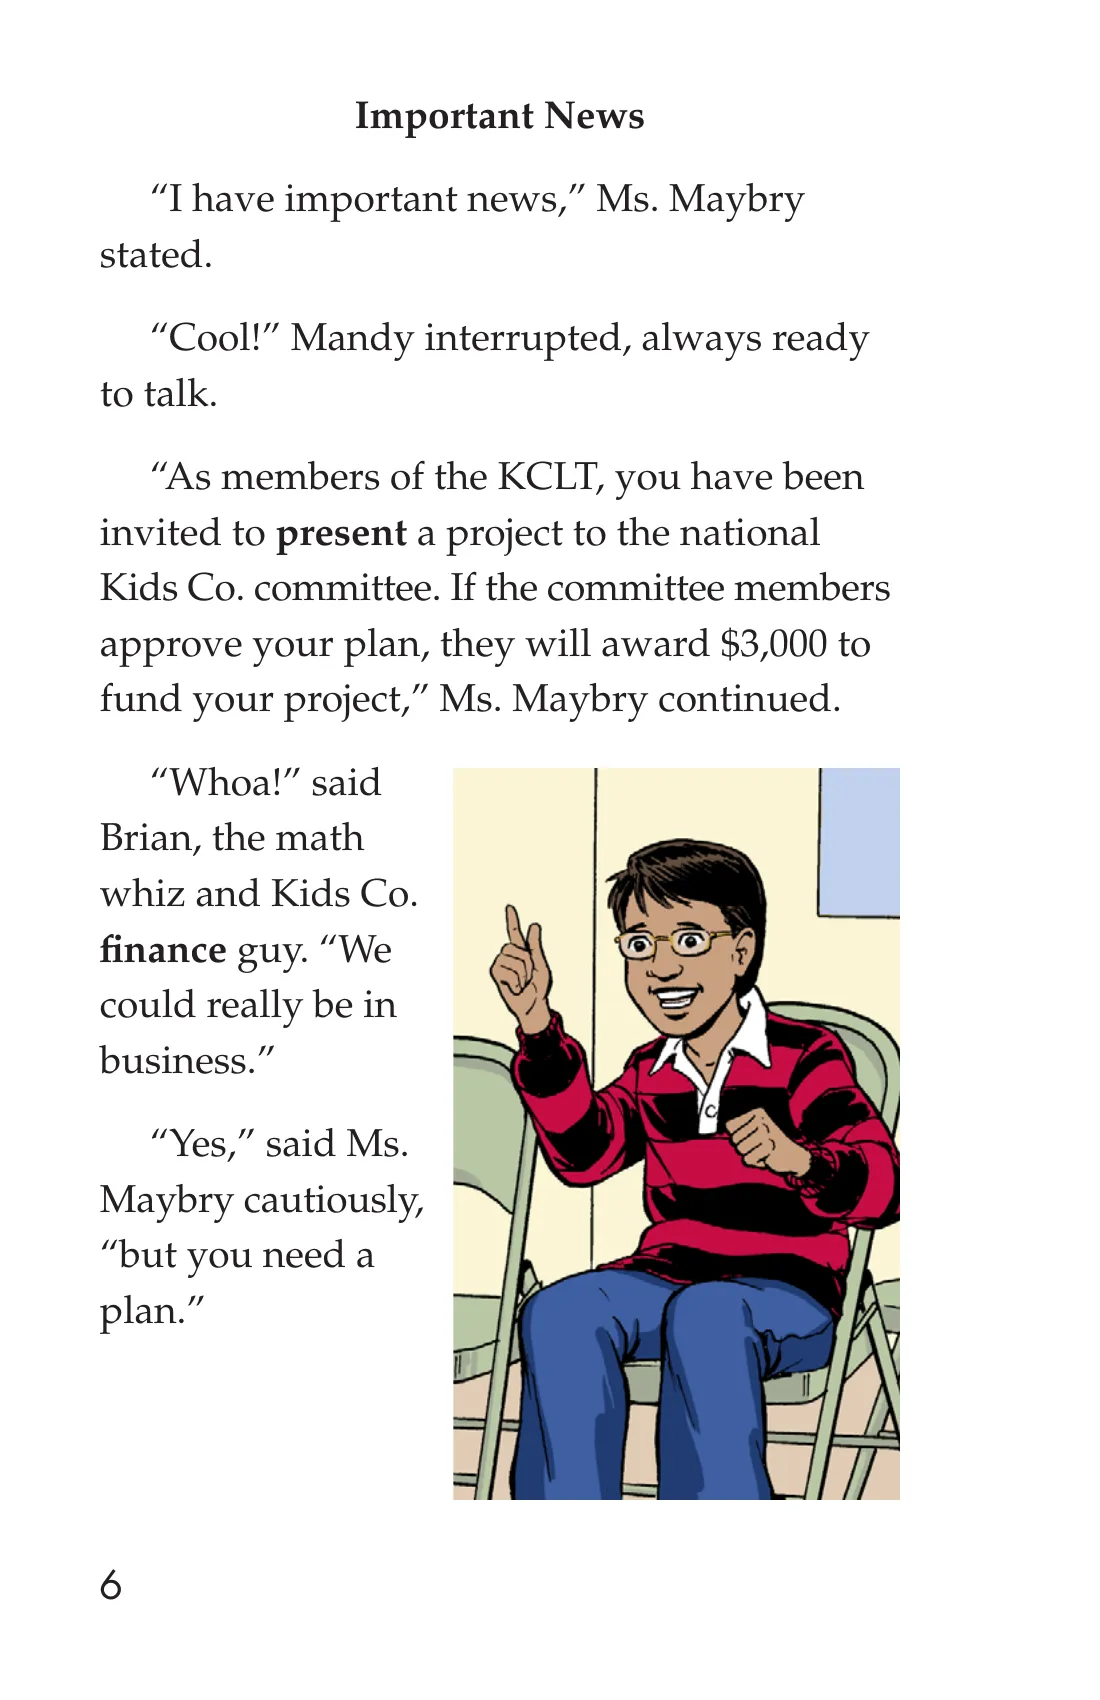 Important News
“I have important news,” Ms. Maybry
stated.
“Cool!” Mandy interrupted, always ready
to talk.
“As members of the KCLT, you have been
invited to present a project to the national
Kids Co. committee. If the committee members
approve your plan, they will award $3,000 to
fund your project,” Ms. Maybry continued.
“Whoa!” said
Brian, the math
whiz and Kids Co.
finance guy. “We
could really be in
business.”
“Yes,” said Ms.
Maybry cautiously,
“but you need a
plan.”
6